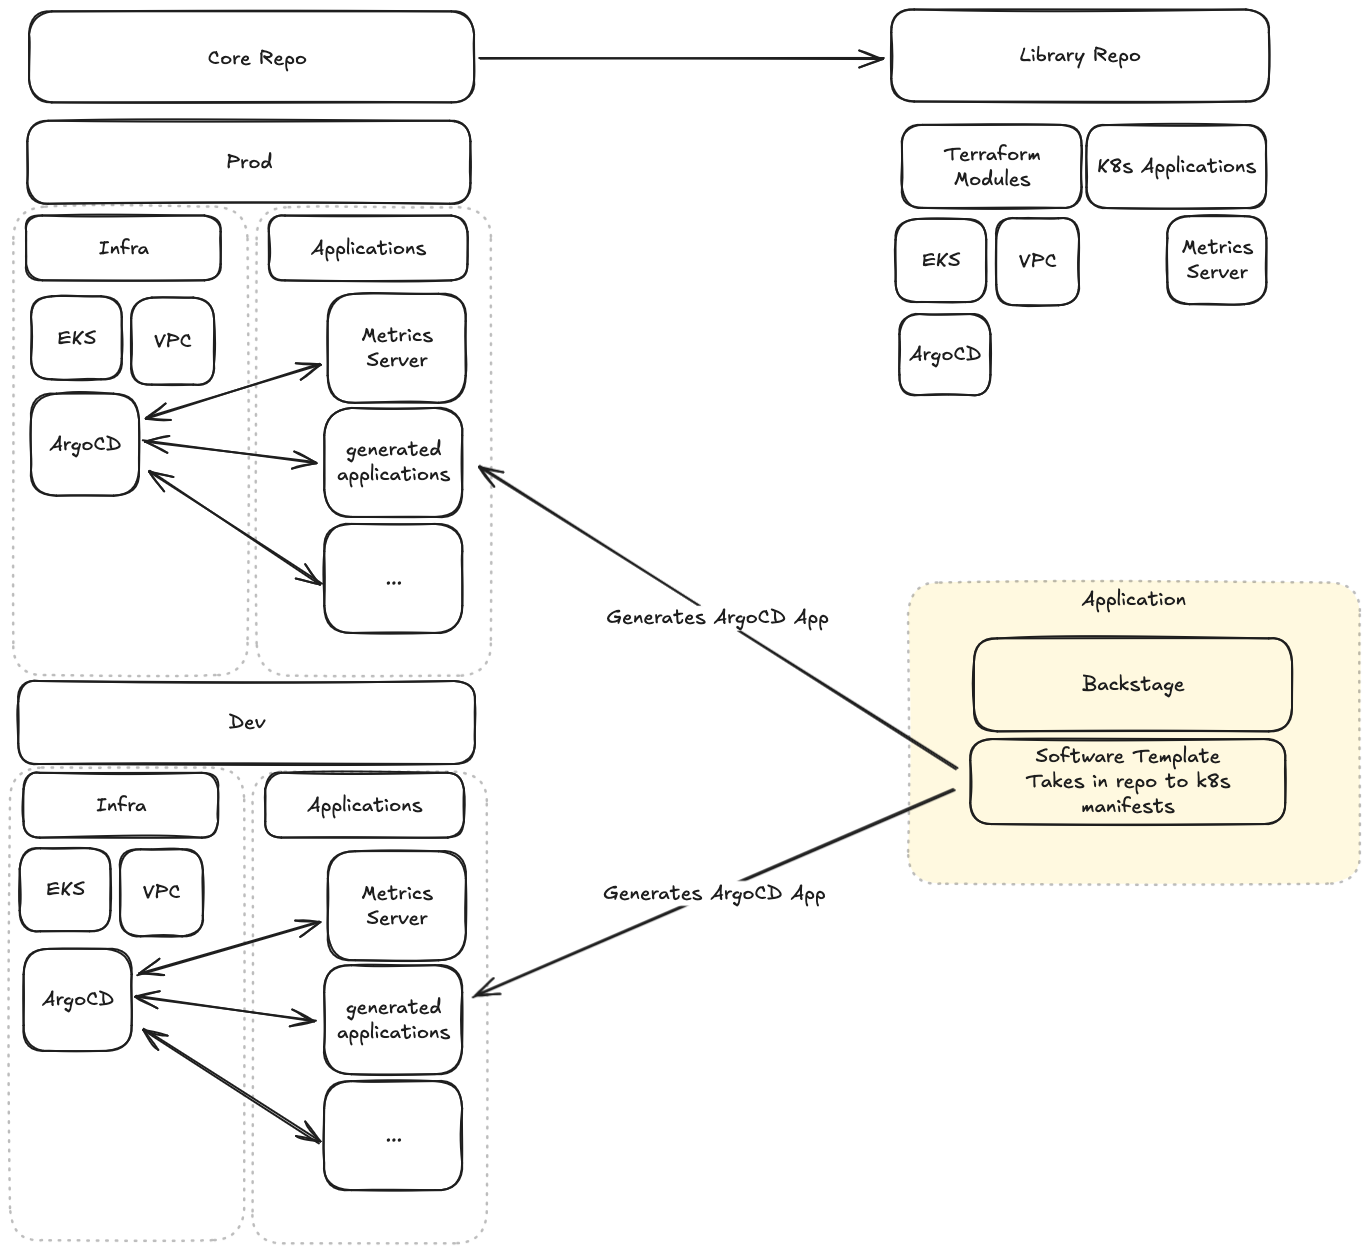 Core Repo
Library Repo
Prod
Terraform
Modules
K8s Applications
Infra
Applications
EKS
VPC
Metrics
Server
EKS
VPC
Metrics
Server
ArgoCD
ArgoCD
generated
applications
...
Generates ArgoCD App
Application
Backstage
Software Template
Takes in repo to k8s
manifests
Dev
Infra
Applications
EKS
VPC
Metrics
Server
Generates ArgoCD App
ArgoCD
generated
applications
...